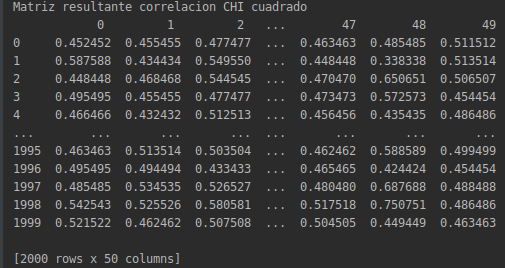 Matriz resultante correlacion CHI cuadrado
0 1 2 ... 47 48 49
0 0.452452 0.455455 0.477477 ... 0.463463 0.485485 0.511512
1 0.587588 0.434434 0.549550 ... 0.448448 0.338338 0.513514
2 0.448448 0.468468 0.544545 ... 0.470470 0.650651 0.506507
3 0.495495 0.455455 0.477477 ... 0.473473 0.572573 0.454454
4 0.466466 0.432432 0.512513 ... 0.456456 0.435435 0.486486
... ... ... ... ... ... ... ...
1995 0.463463 0.513514 0.503504 ... 0.462462 0.588589 0.499499
1996 0.495495 0.494494 0.433433 ... 0.465465 0.424424 0.454454
1997 0.485485 0.534535 0.526527 ... 0.480480 0.687688 0.488488
1998 0.542543 0.525526 0.580581 ... 0.517518 0.750751 0.486486
1999 0.521522 0.462462 0.507508 ... 0.504505 0.449449 0.463463
[2000 rows x 50 columns]